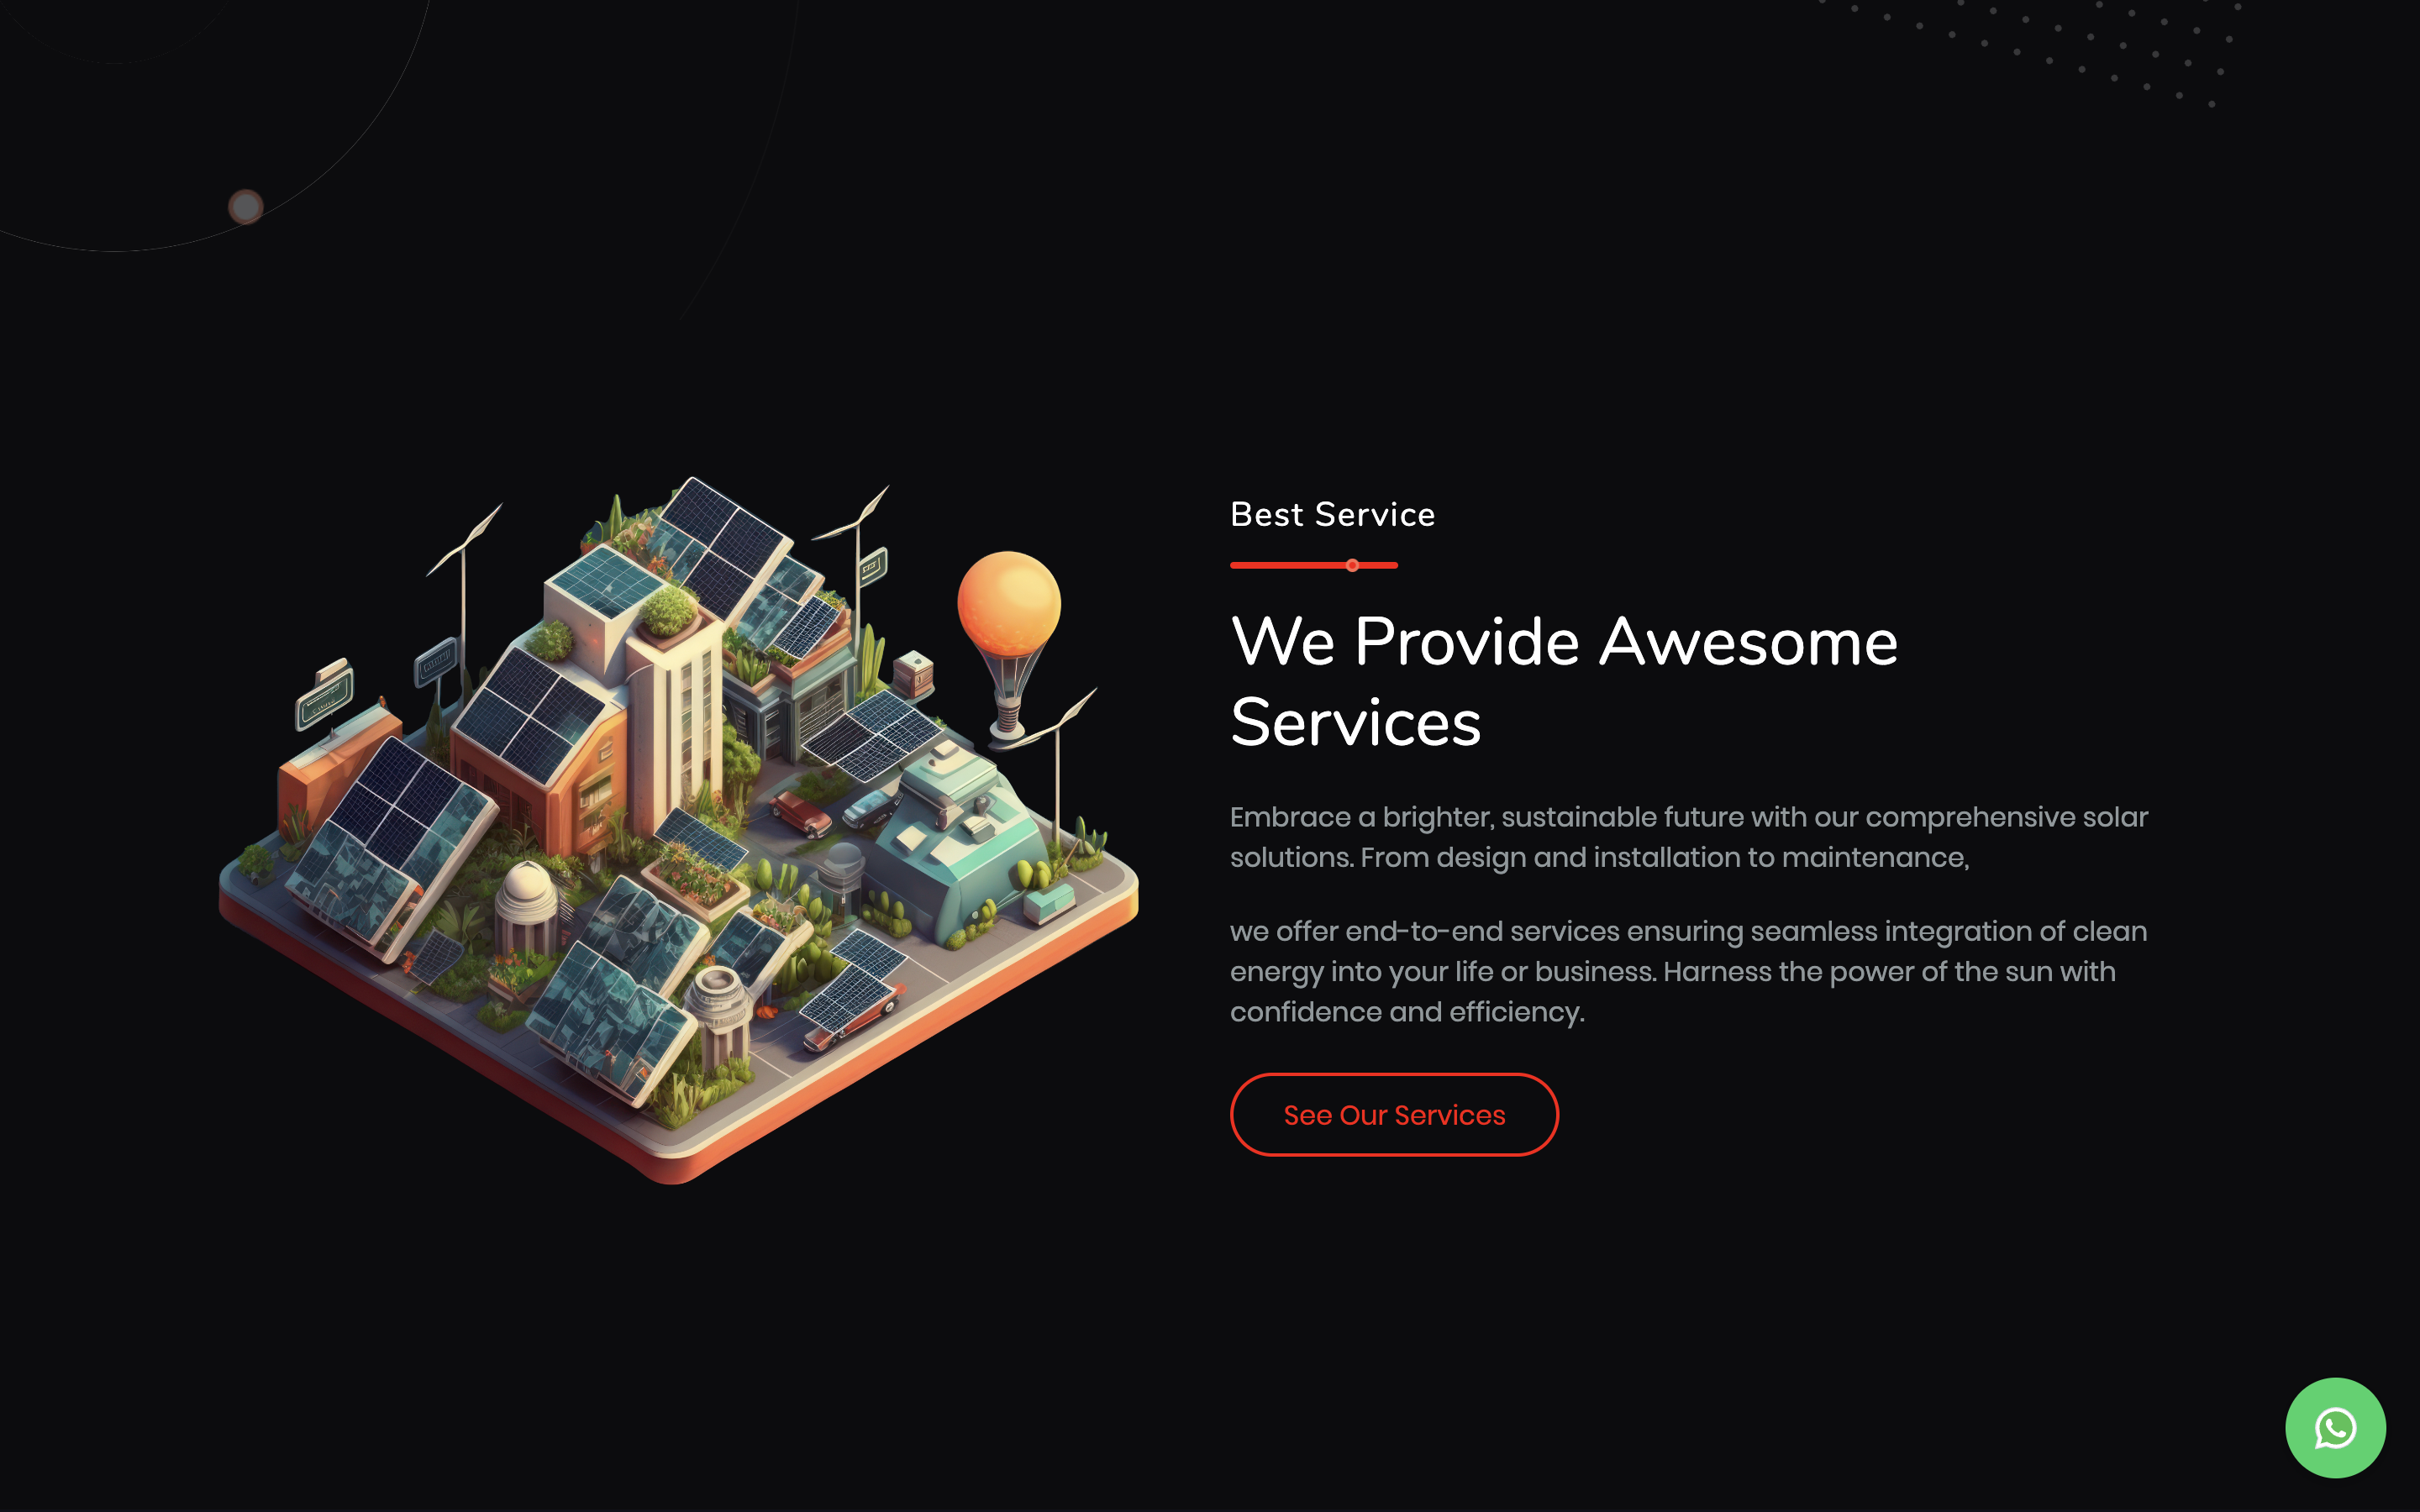 Best Service
We Provide Awesome
Services
Embrace a brighter, sustainable future with our comprehensive solar
solutions. From design and installation to maintenance,
we offer end-to-end services ensuring seamless integration of clean
energy into your life or business. Harness the power of the sun with
confidence and efficiency.
See Our Services